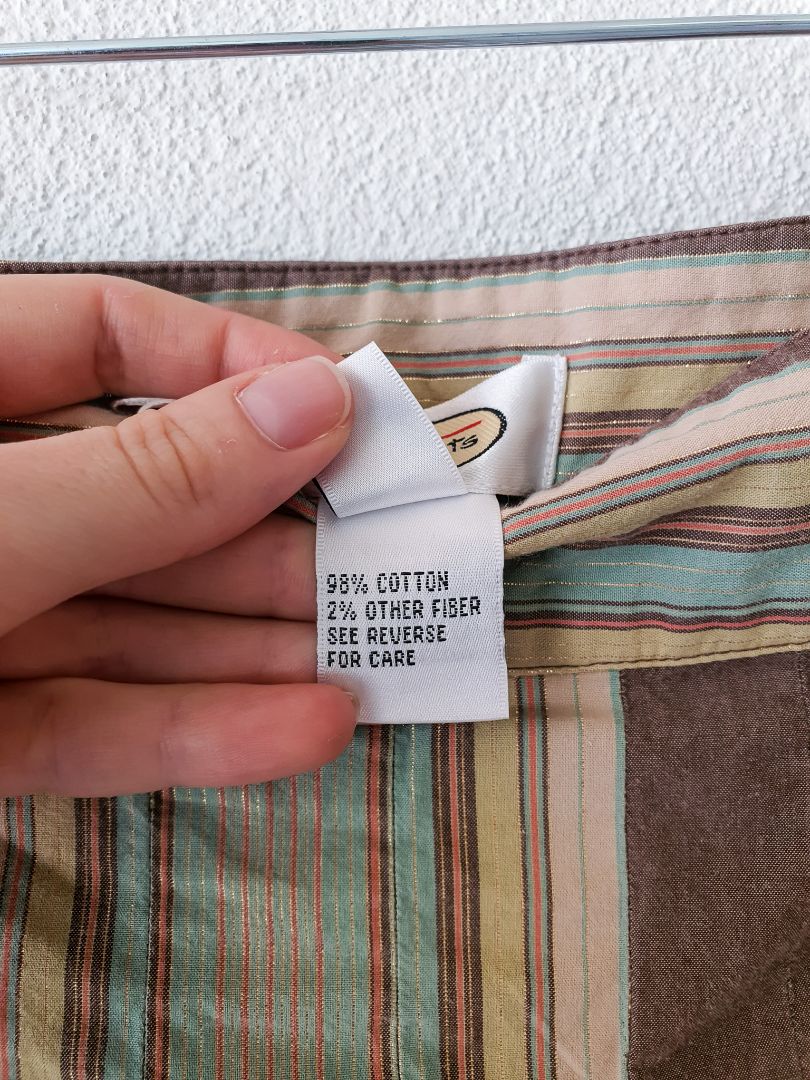 98% COTTON
2% OTHER FIBER
SEE REVERSE
FOR CARE